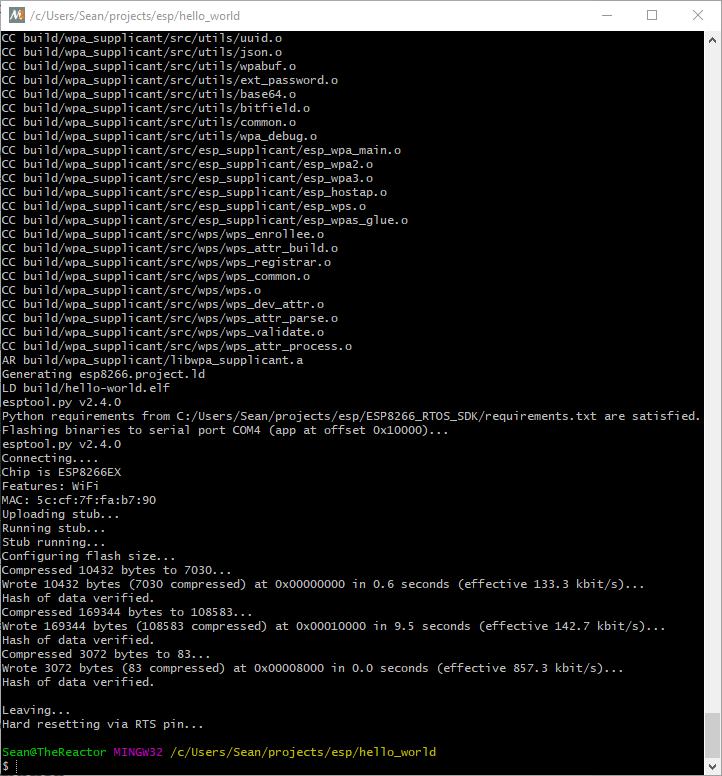 /c/Users/Sean/projects/esp/hello_world
CC build/wpa_supplicant/src/utils/uuid.o
CC build/wpa_supplicant/src/utils/json.o
CC build/wpa_supplicant/src/utils/wpabuf.o
CC build/wpa_supplicant/src/utils/ext_password.o
CC build/wpa_supplicant/src/utils/base64.o
CC build/wpa_supplicant/src/utils/bitfield.o
CC build/wpa_supplicant/src/utils/common.o
CC build/wpa_supplicant/src/utils/wpa_debug.o
CC build/wpa_supplicant/src/esp_supplicant/esp_wpa_main.o
CC build/wpa_supplicant/src/esp_supplicant/esp_wpa2.o
CC build/wpa_supplicant/src/esp_supplicant/esp_wpa3.o
CC build/wpa_supplicant/src/esp_supplicant/esp_hostap.o
CC build/wpa_supplicant/src/esp_supplicant/esp_wps.o
CC build/wpa_supplicant/src/esp_supplicant/esp_wpas_glue.o
CC build/wpa_supplicant/src/wps/wps_enrollee.o
CC build/wpa_supplicant/src/wps/wps_attr_build.o
CC build/wpa_supplicant/src/wps/wps_registrar.o
CC build/wpa_supplicant/src/wps/wps_common.o
CC build/wpa_supplicant/src/wps/wps.o
CC build/wpa_supplicant/src/wps/wps_dev_attr.o
CC build/wpa_supplicant/src/wps/wps_attr_parse.o
CC build/wpa_supplicant/src/wps/wps_validate.o
CC build/wpa_supplicant/src/wps/wps_attr_process.o
AR build/wpa_supplicant/libwpa_supplicant.a
Generating esp8266.project.ld
LD build/hello-world.elf
esptool.py v2.4.0
Python requirements from C:/Users/Sean/projects/esp/ESP8266_RTOS_SDK/requirements.txt are satisfied.
Flashing binaries to serial port COM4 (app at offset 0x10000)...
esptool.py v2.4.0
Connecting....
Chip is ESP8266EX
Features: WiFi
MAC: 5c:cf:7f:fa:b7:90
Uploading stub...
Running stub...
Stub running...
Configuring flash size...
Compressed 10432 bytes to 7030...
Wrote 10432 bytes (7030 compressed) at 0x00000000 in 0.6 seconds (effective 133.3 kbit/s)...
Hash of data verified.
Compressed 169344 bytes to 108583...
Wrote 169344 bytes (108583 compressed) at 0x00010000 in 9.5 seconds (effective 142.7 kbit/s)...
Hash of data verified.
Compressed 3072 bytes to 83...
Wrote 3072 bytes (83 compressed) at 0x00008000 in 0.0 seconds (effective 857.3 kbit/s)...
Hash of data verified.
Leaving...
Hard resetting via RTS pin...
Sean@TheReactor MINGW32 /c/Users/Sean/projects/esp/hello_world
$